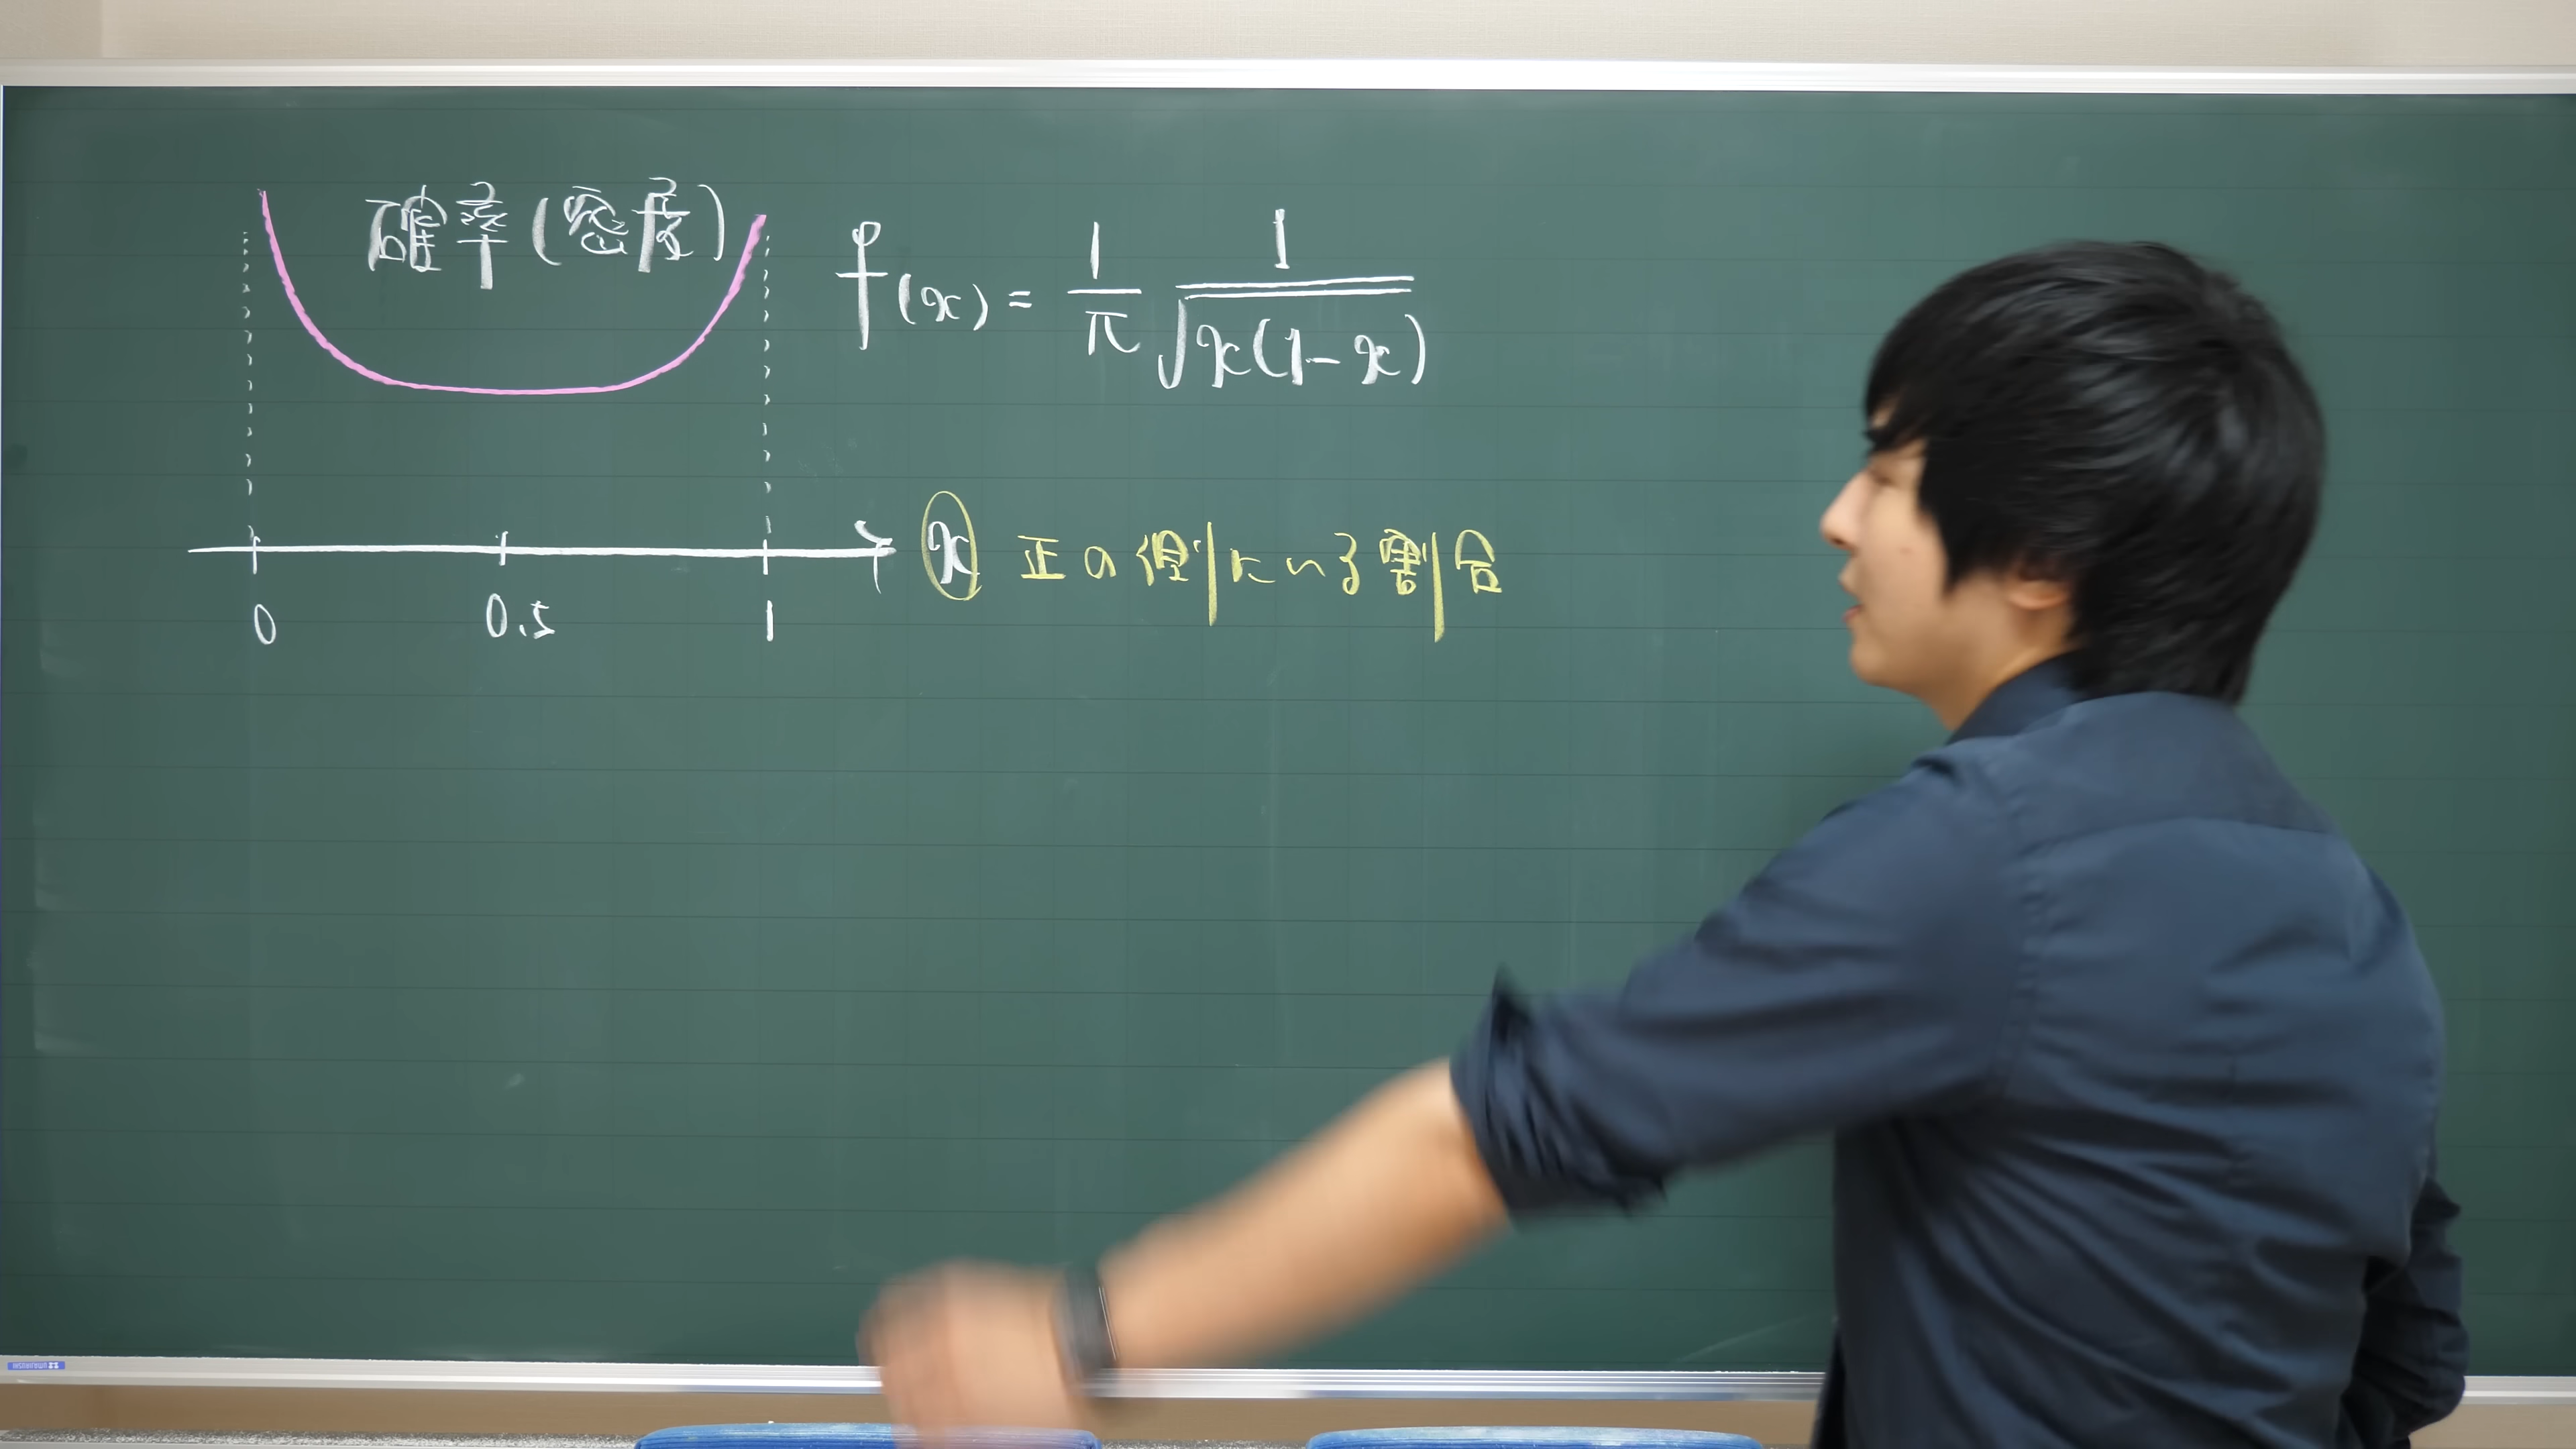 確率(密度)
f(x) = 1/π 1/√x(1-x)
x 正の側にいる割合
0 0.5 1